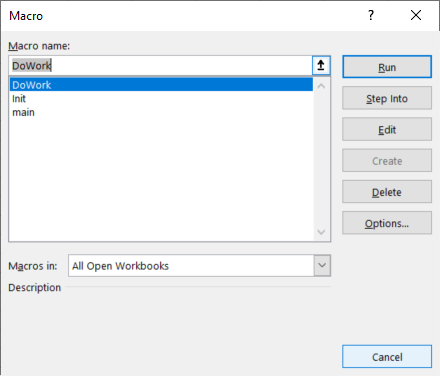 Macro
?
Macro name:
DoWork
DoWork
Init
main
Run
Step Into
Edit
Create
Delete
Options...
Macros in:
All Open Workbooks
Description
Cancel